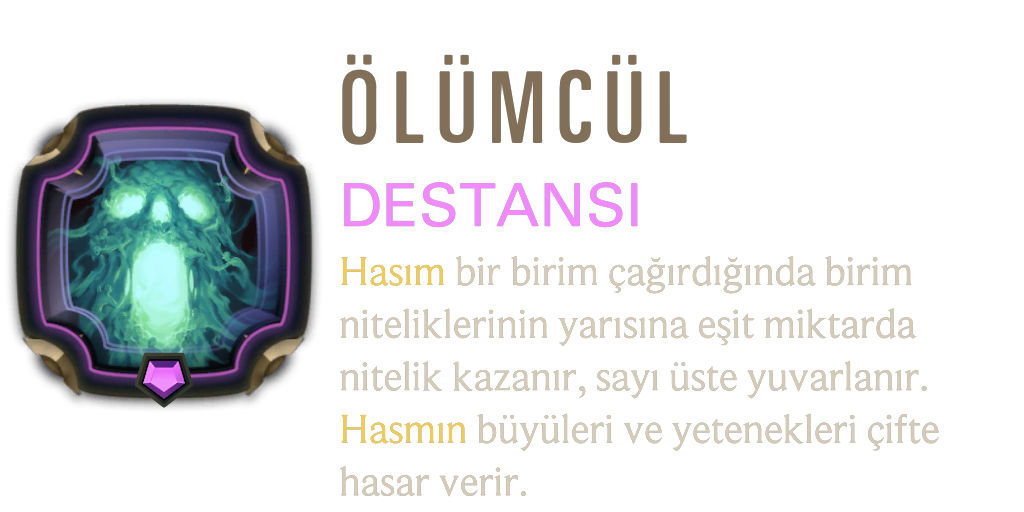 ÖLÜMCÜL
DESTANSI
Hasım bir birim çağırdığında birim
niteliklerinin yarısına eşit miktarda
nitelik kazanır, sayı üste yuvarlanır.
Hasmın büyüleri ve yetenekleri çifte
hasar verir.